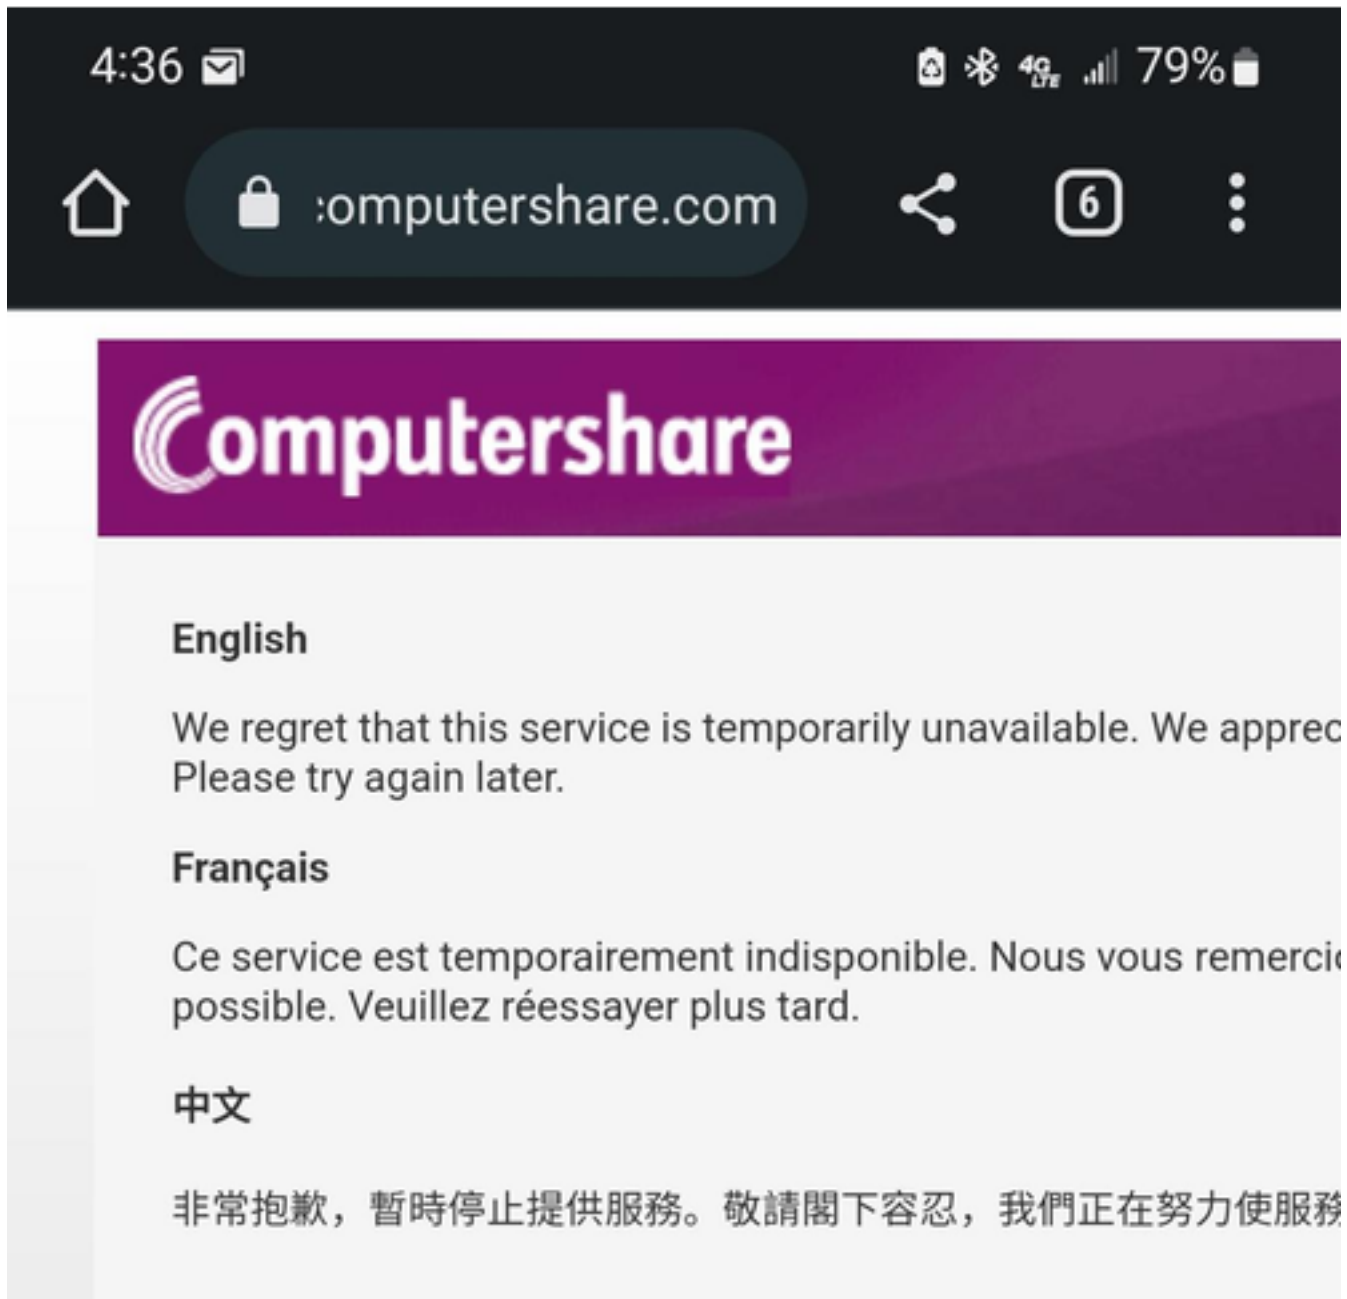 4:36 4G LTE 79%
:omputershare.com 6
Computershare
English
We regret that this service is temporarily unavailable. We apprec
Please try again later.
Français
Ce service est temporairement indisponible. Nous vous remercio
possible. Veuillez réessayer plus tard.
中文
非常抱歉，暫時停止提供服務。敬請閣下容忍，我們正在努力使服務